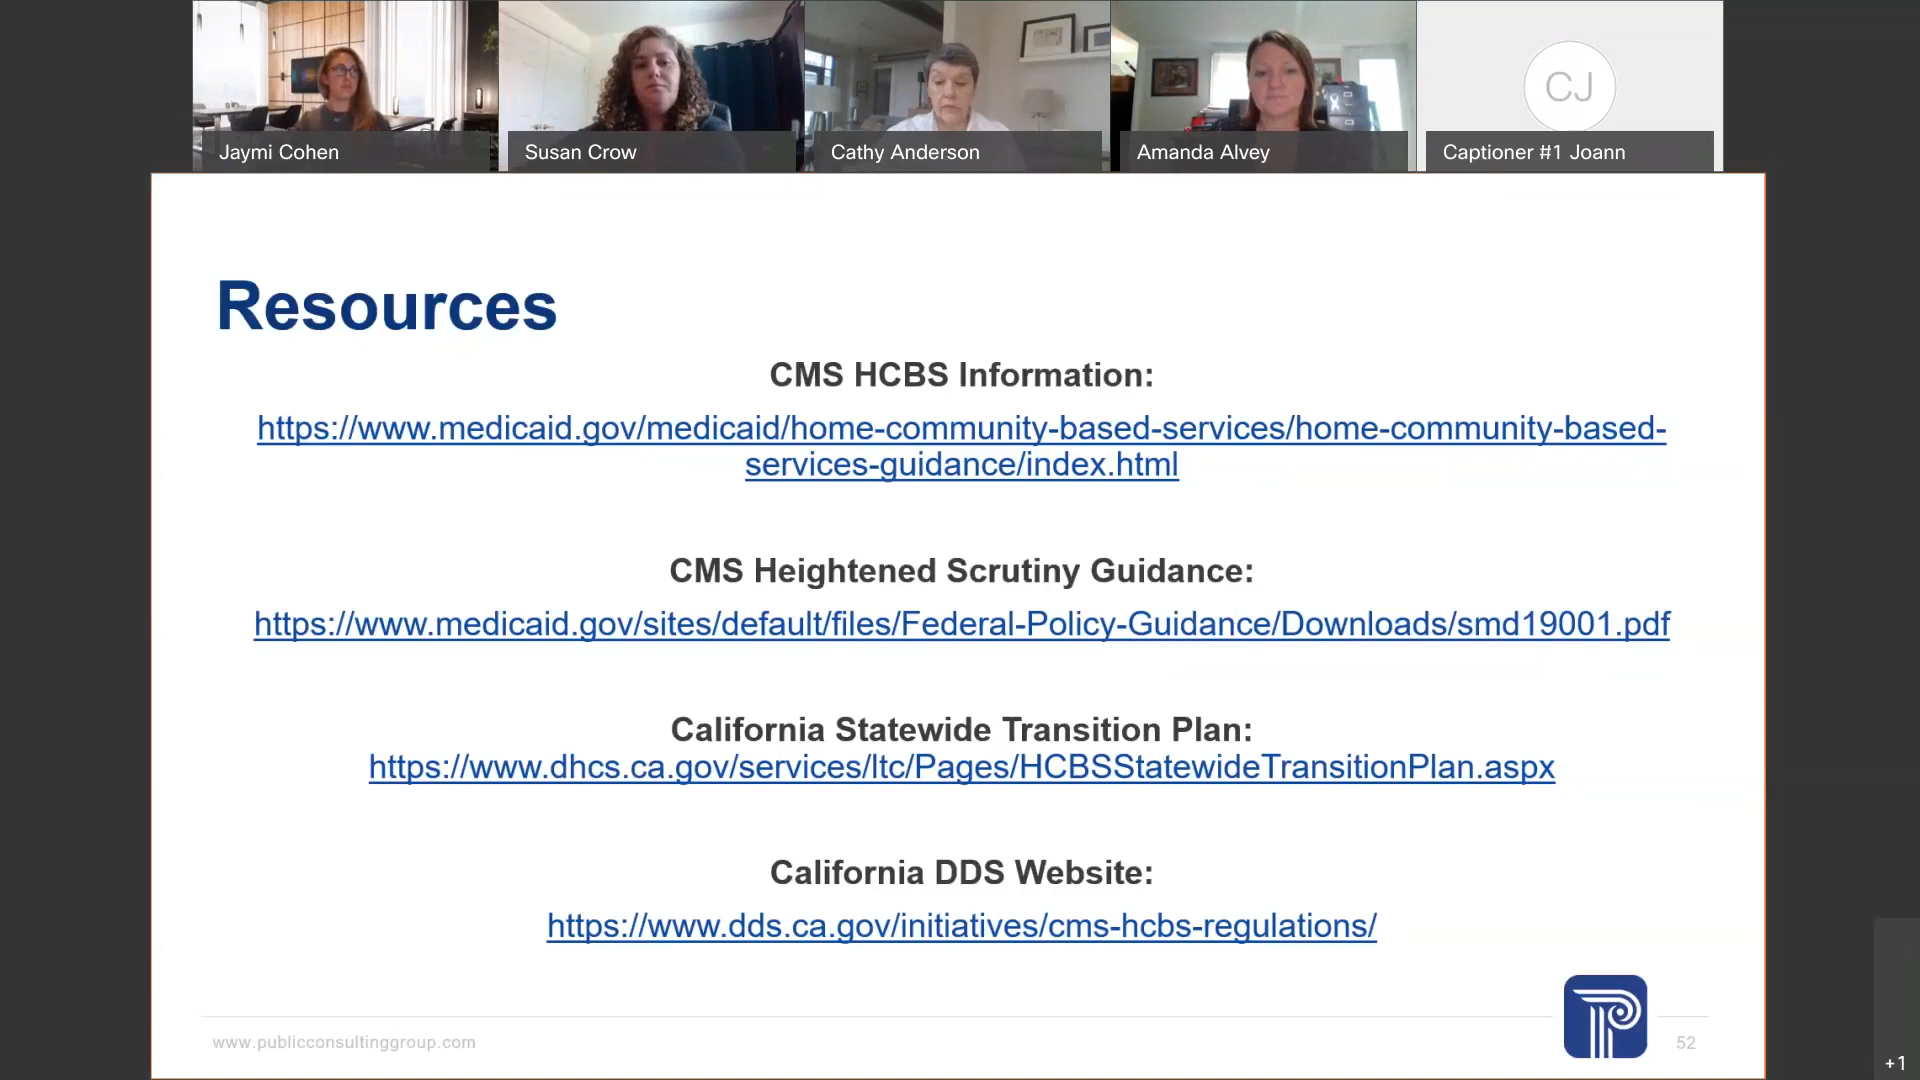 Jaymi Cohen
Susan Crow
Cathy Anderson
Amanda Alvey
CJ
Captioner #1 Joann
Resources
CMS HCBS Information:
https://www.medicaid.gov/medicaid/home-community-based-services/home-community-based-
services-guidance/index.html
CMS Heightened Scrutiny Guidance:
https://www.medicaid.gov/sites/default/files/Federal-Policy-Guidance/Downloads/smd19001.pdf
California Statewide Transition Plan:
https://www.dhcs.ca.gov/services/ltc/Pages/HCBSStatewideTransitionPlan.aspx
California DDS Website:
https://www.dds.ca.gov/initiatives/cms-hcbs-regulations/
www.publicconsultinggroup.com
52
+1